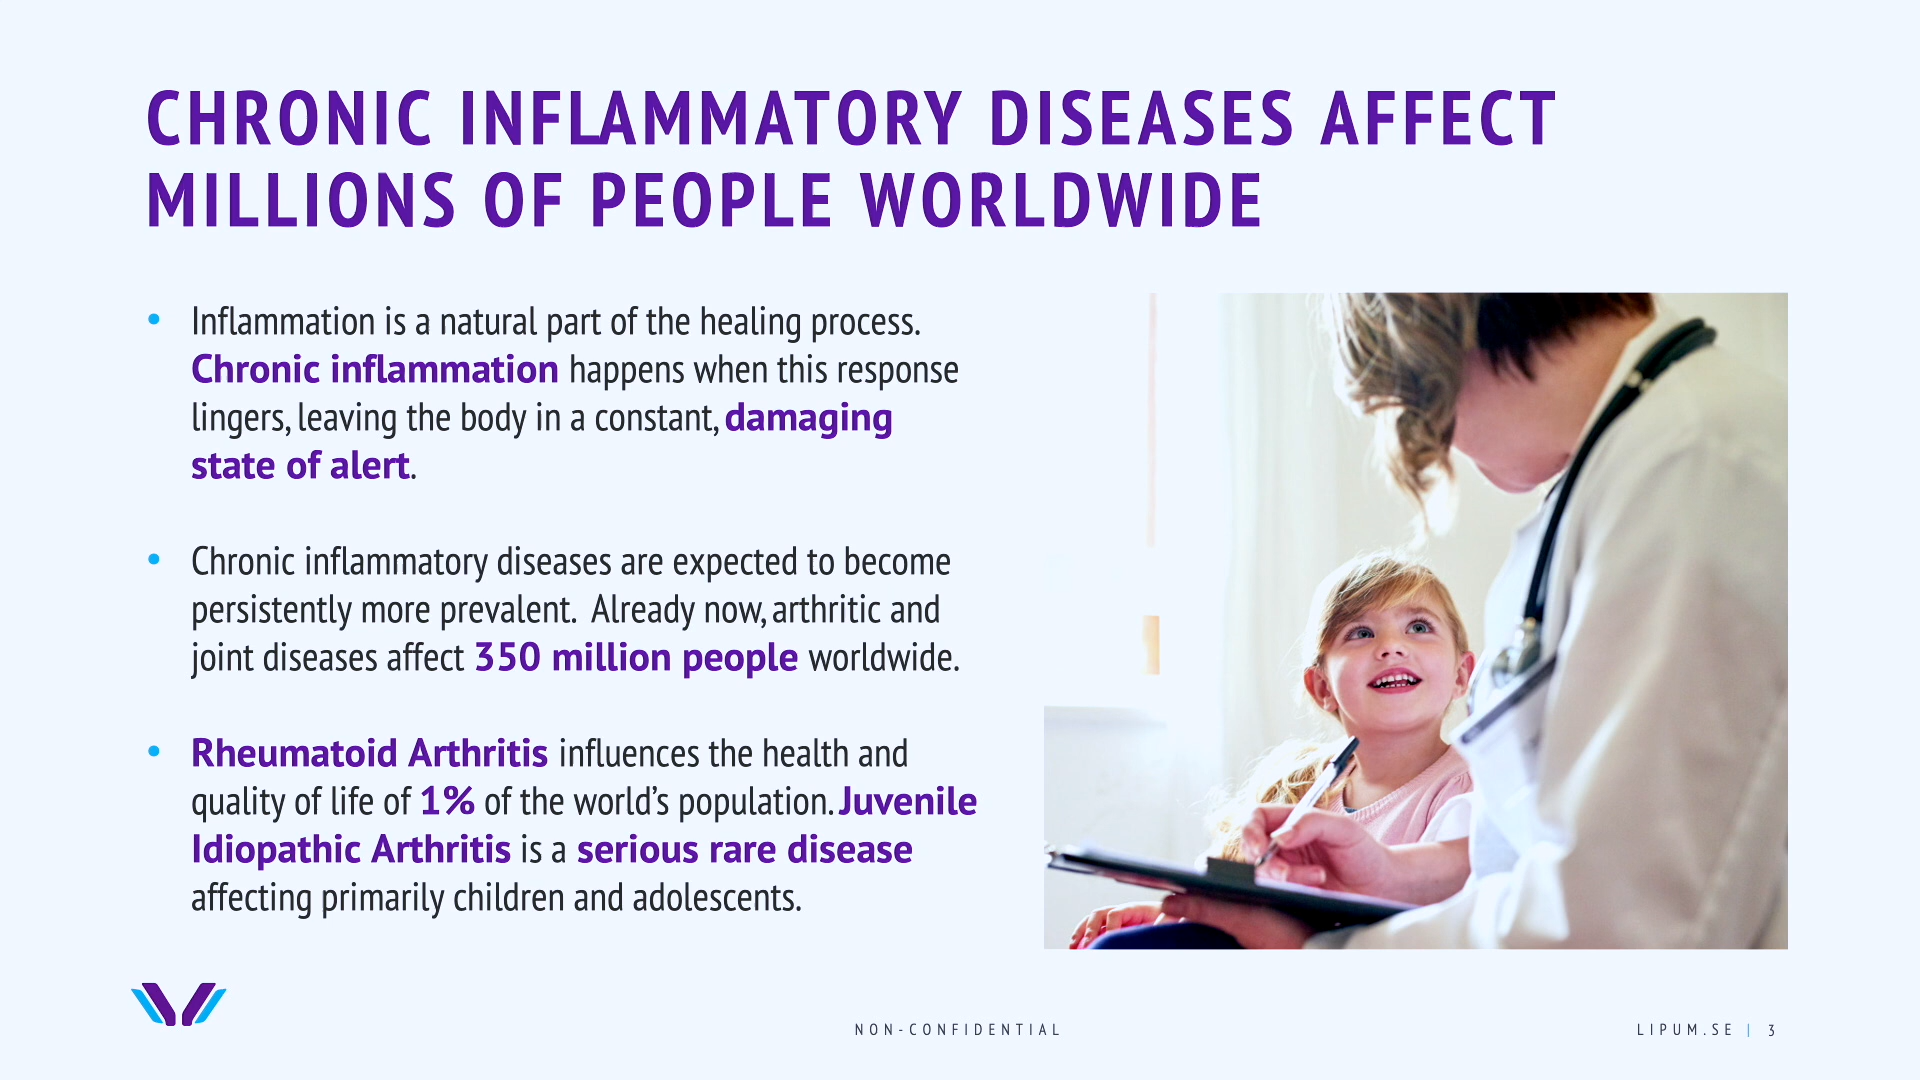 CHRONIC INFLAMMATORY DISEASES AFFECT
MILLIONS OF PEOPLE WORLDWIDE
• Inflammation is a natural part of the healing process.
Chronic inflammation happens when this response
lingers, leaving the body in a constant, damaging
state of alert.
• Chronic inflammatory diseases are expected to become
persistently more prevalent.  Already now, arthritic and
joint diseases affect 350 million people worldwide.
• Rheumatoid Arthritis influences the health and
quality of life of 1% of the world’s population. Juvenile
Idiopathic Arthritis is a serious rare disease
affecting primarily children and adolescents.
NON-CONFIDENTIAL
LIPUM.SE | 3